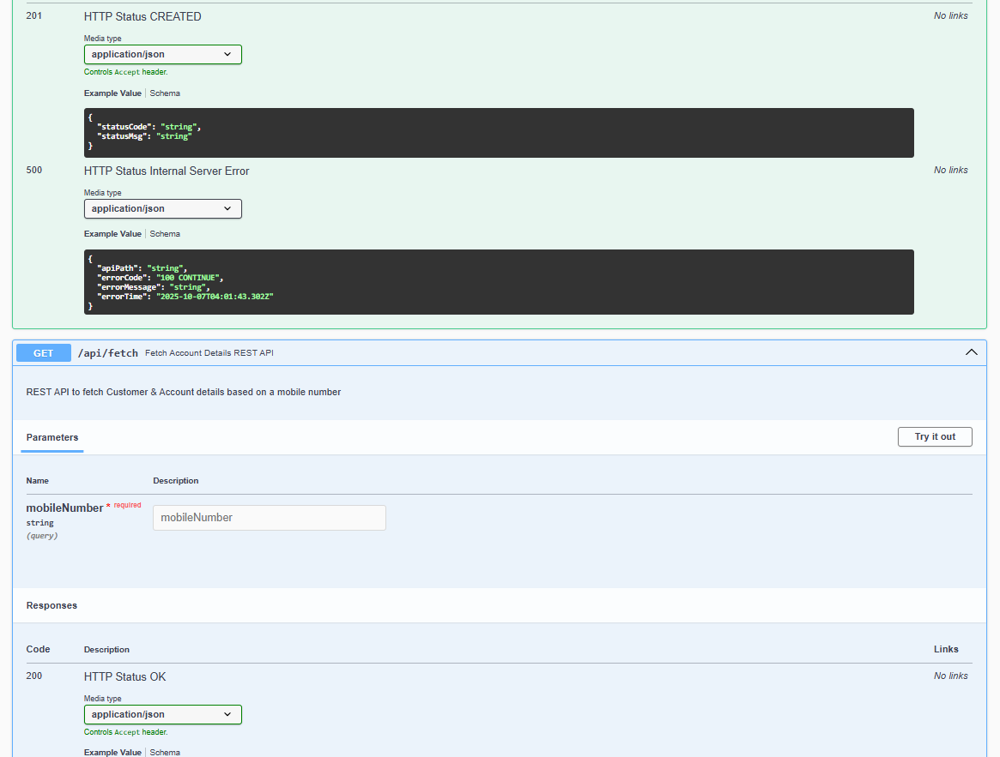 201 HTTP Status CREATED No links
Media type
application/json
Controls Accept header.
Example Value Schema
{
"statusCode": "string",
"statusMsg": "string"
}
500 HTTP Status Internal Server Error No links
Media type
application/json
Example Value Schema
{
"apiPath": "string",
"errorCode": "100 CONTINUE",
"errorMessage": "string",
"errorTime": "2025-10-07T04:01:43.302Z"
}
GET /api/fetch Fetch Account Details REST API
REST API to fetch Customer & Account details based on a mobile number
Parameters Try it out
Name Description
mobileNumber * required
string
(query)
mobileNumber
Responses
Code Description Links
200 HTTP Status OK No links
Media type
application/json
Controls Accept header.
Example Value Schema